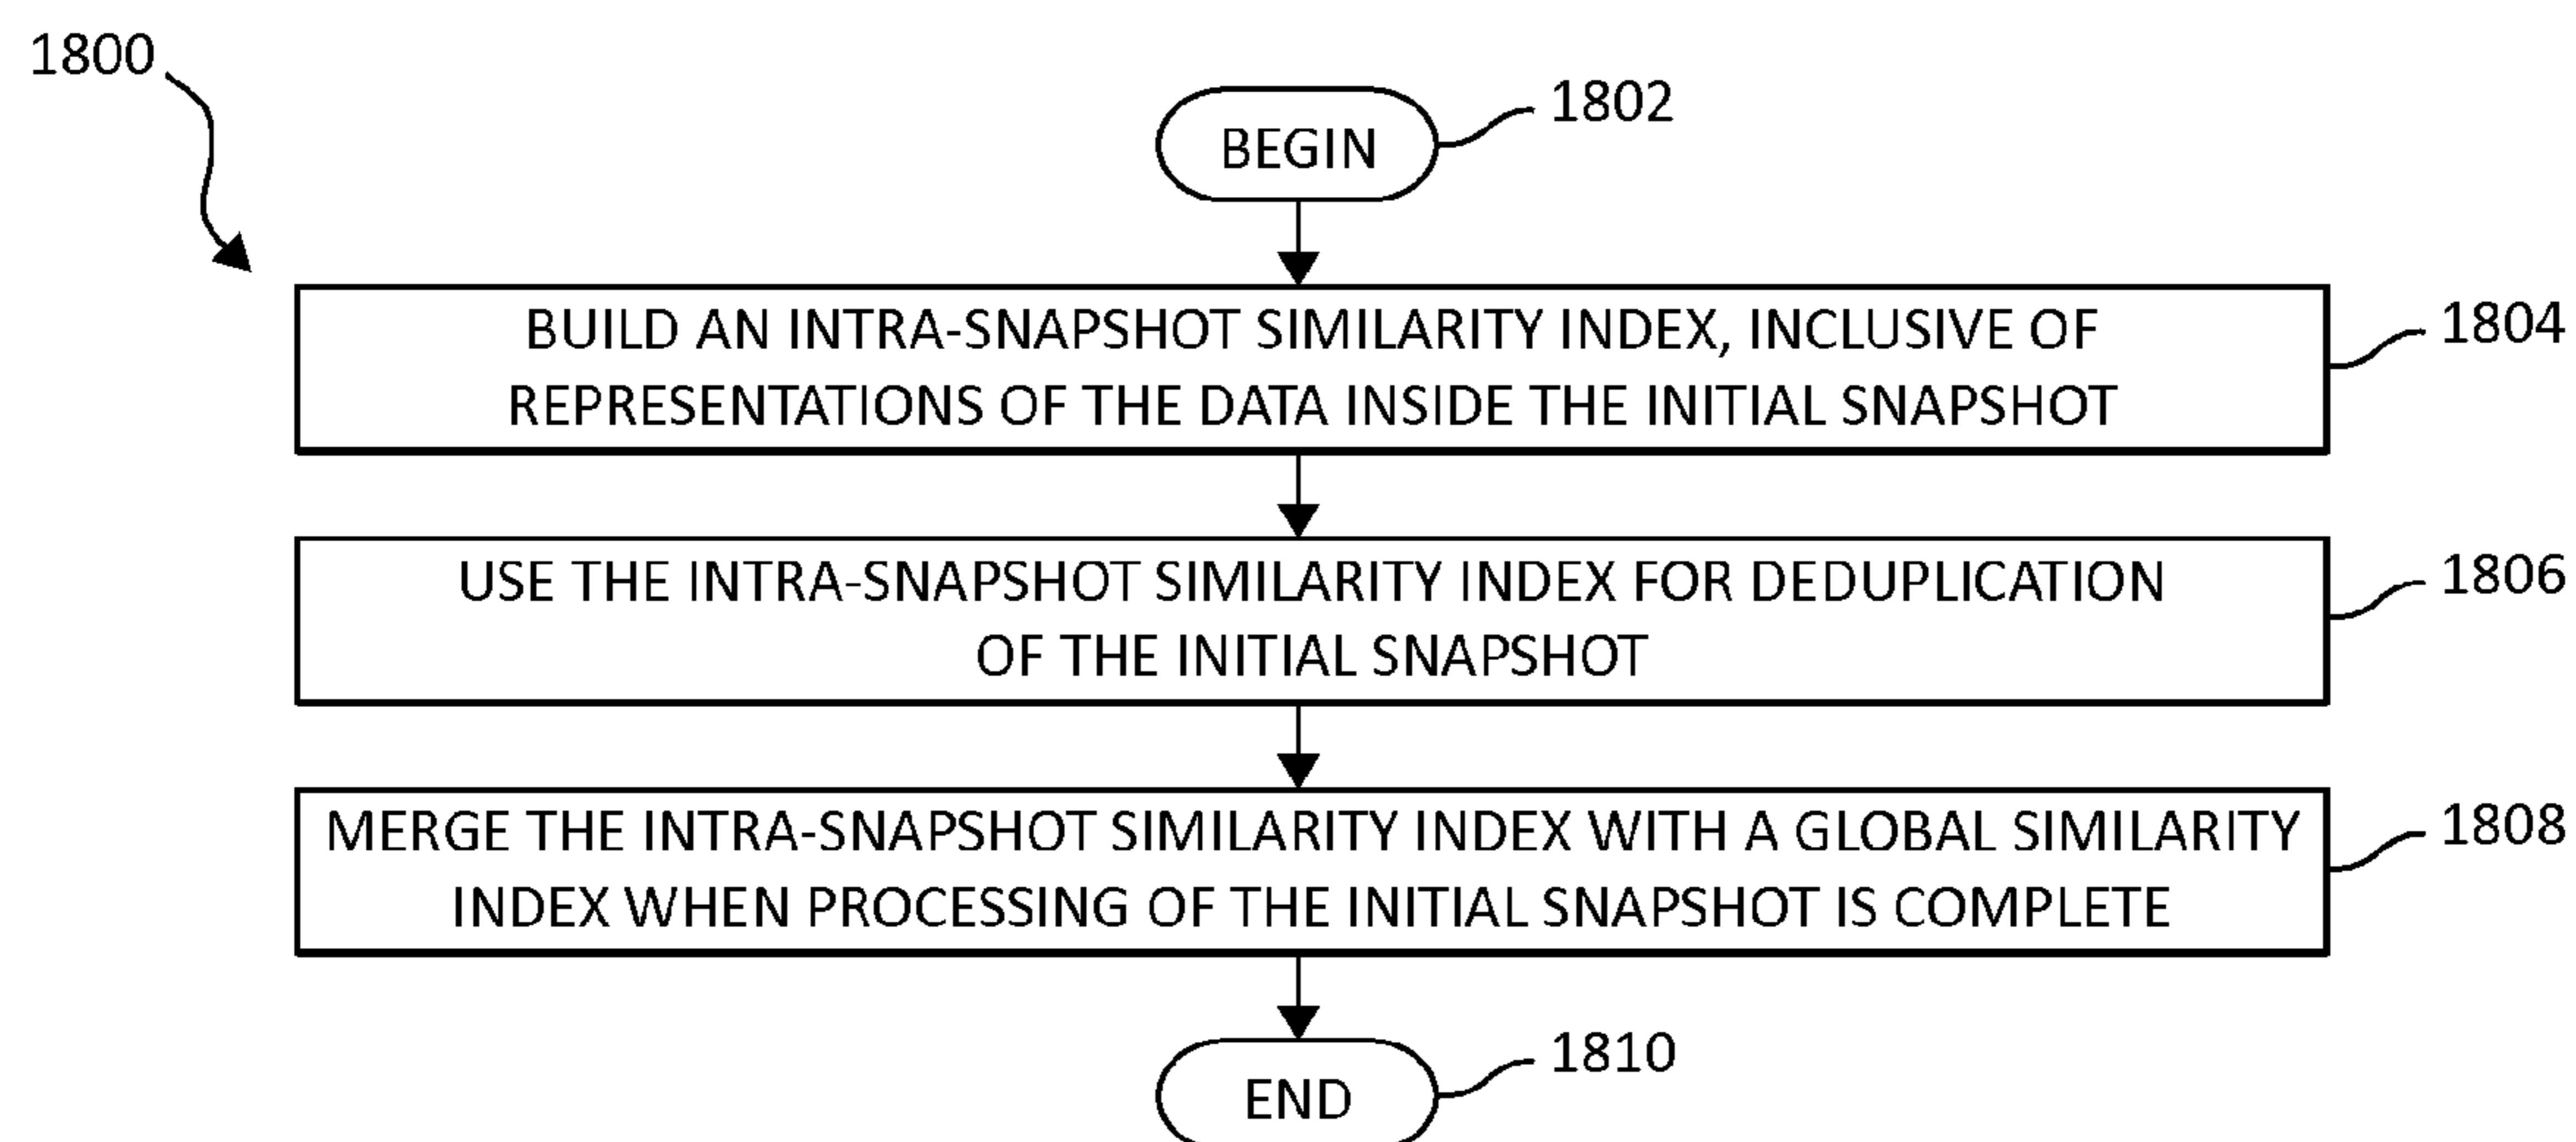 1800
BEGIN
1802
BUILD AN INTRA-SNAPSHOT SIMILARITY INDEX, INCLUSIVE OF
REPRESENTATIONS OF THE DATA INSIDE THE INITIAL SNAPSHOT
1804
USE THE INTRA-SNAPSHOT SIMILARITY INDEX FOR DEDUPLICATION
OF THE INITIAL SNAPSHOT
1806
MERGE THE INTRA-SNAPSHOT SIMILARITY INDEX WITH A GLOBAL SIMILARITY
INDEX WHEN PROCESSING OF THE INITIAL SNAPSHOT IS COMPLETE
1808
END
1810